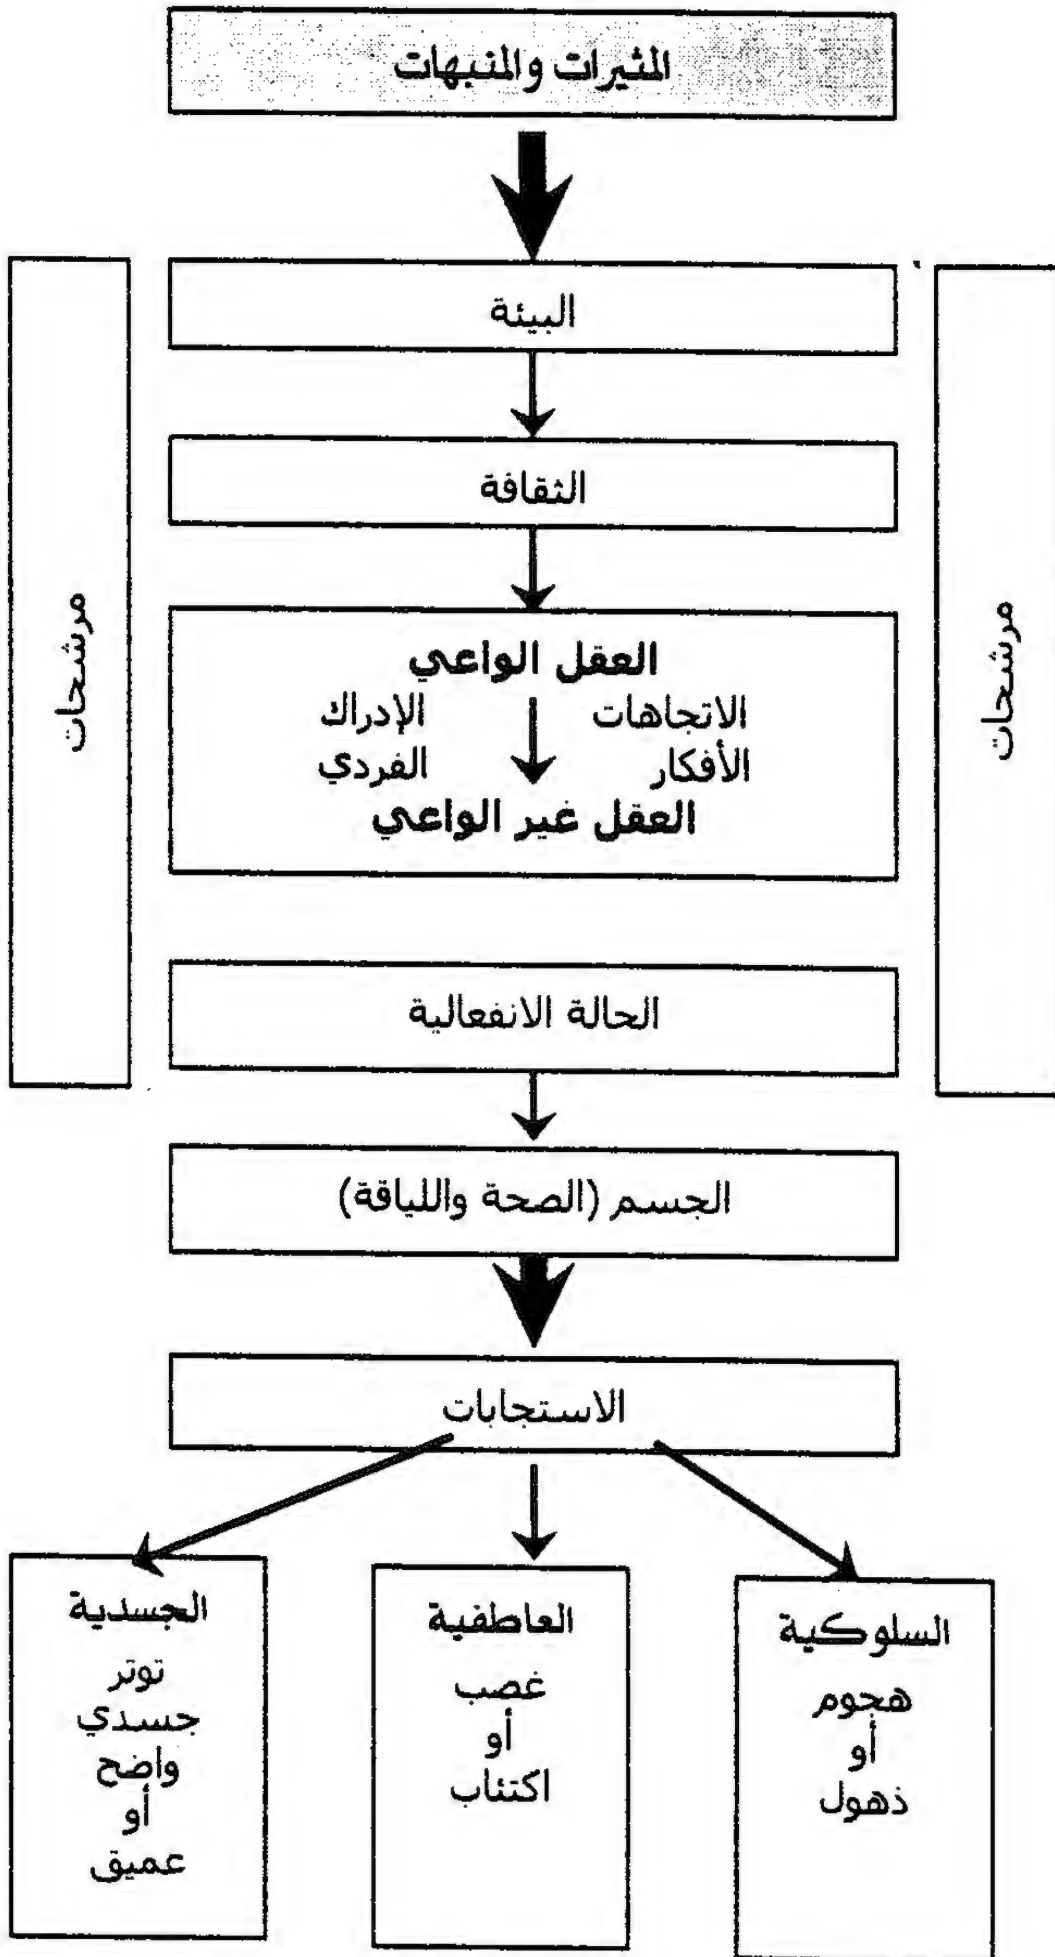 المثيرات والمنبهات
البيئة
الثقافة
مرشحات
مرشحات
العقل الواعي
الاتجاهات
الأفكار
الإدراك
الفردي
العقل غير الواعي
الحالة الانفعالية
الجسم (الصحة واللياقة)
الاستجابات
السلوكية
هجوم
أو
ذهول
العاطفية
غصب
أو
اكتئاب
الجسدية
توتر
جسدي
واضح
أو
عميق